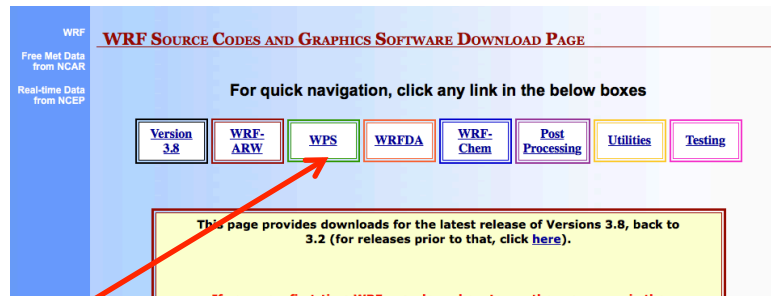 WRF
Free Met Data
from NCAR
Real-time Data
from NCEP
WRF Source Codes and Graphics Software Download Page
For quick navigation, click any link in the below boxes
Version
3.8
WRF-
ARW
WPS
WRFDA
WRF-
Chem
Post
Processing
Utilities
Testing
This page provides downloads for the latest release of Versions 3.8, back to
3.2 (for releases prior to that, click here).